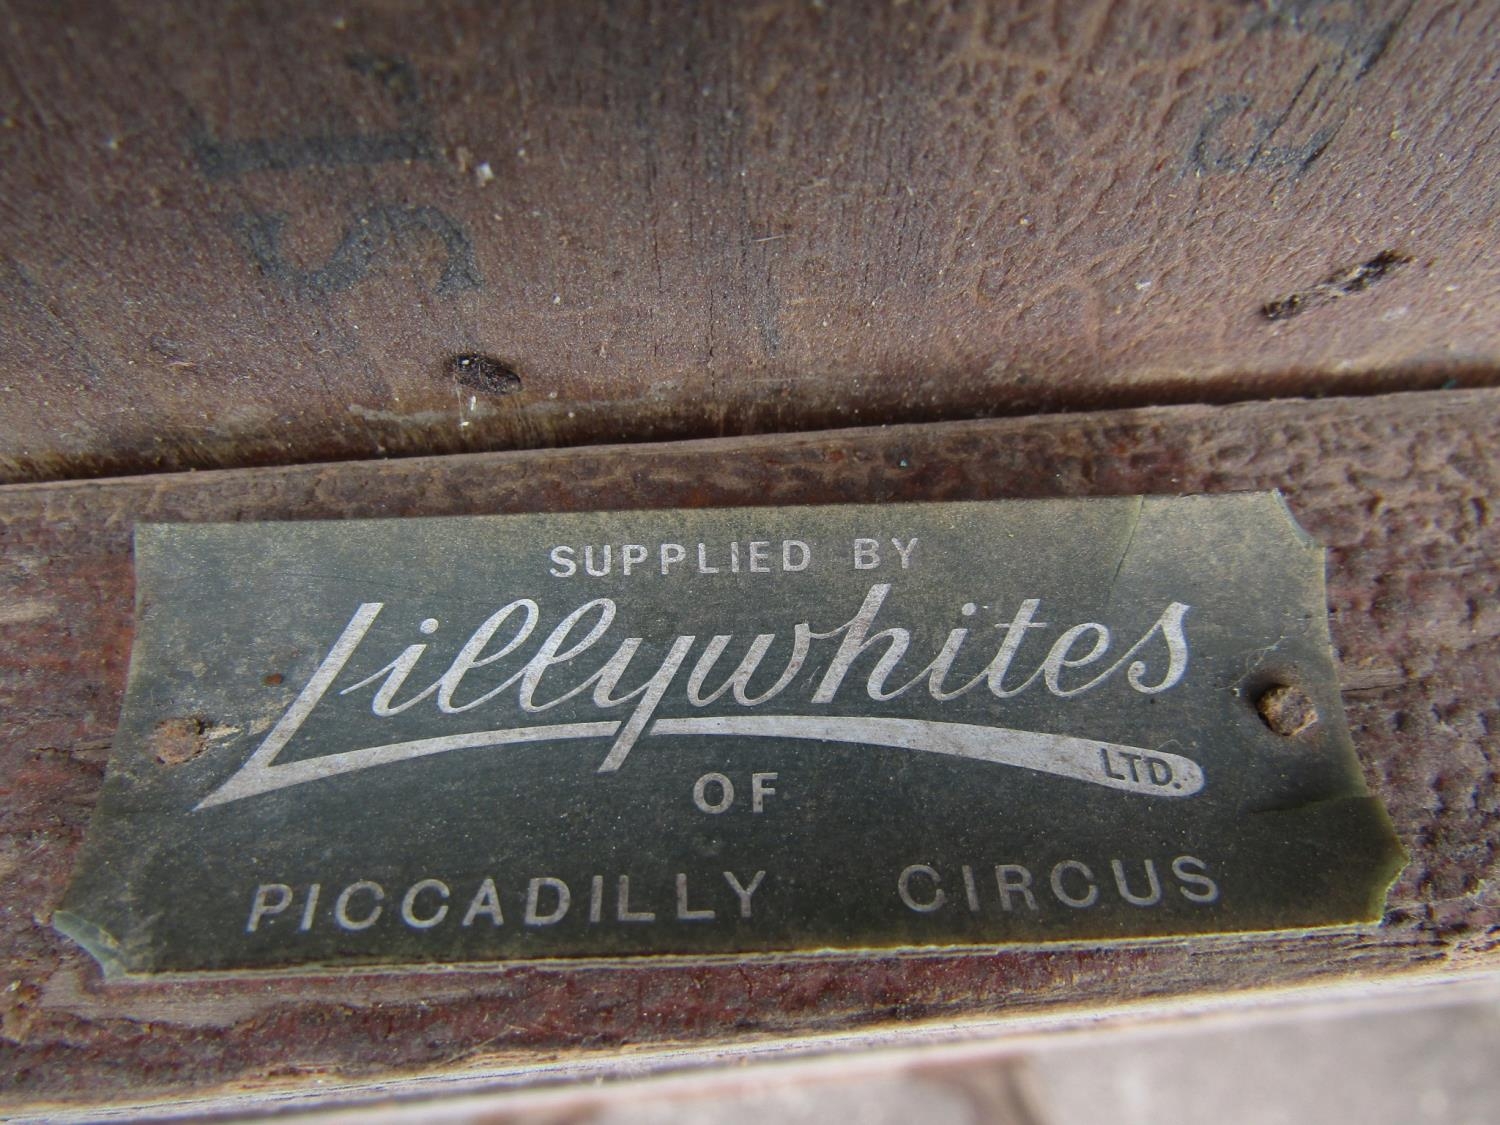 SUPPLIED BY
Lillywhites
LTD.
OF
PICCADILLY CIRCUS